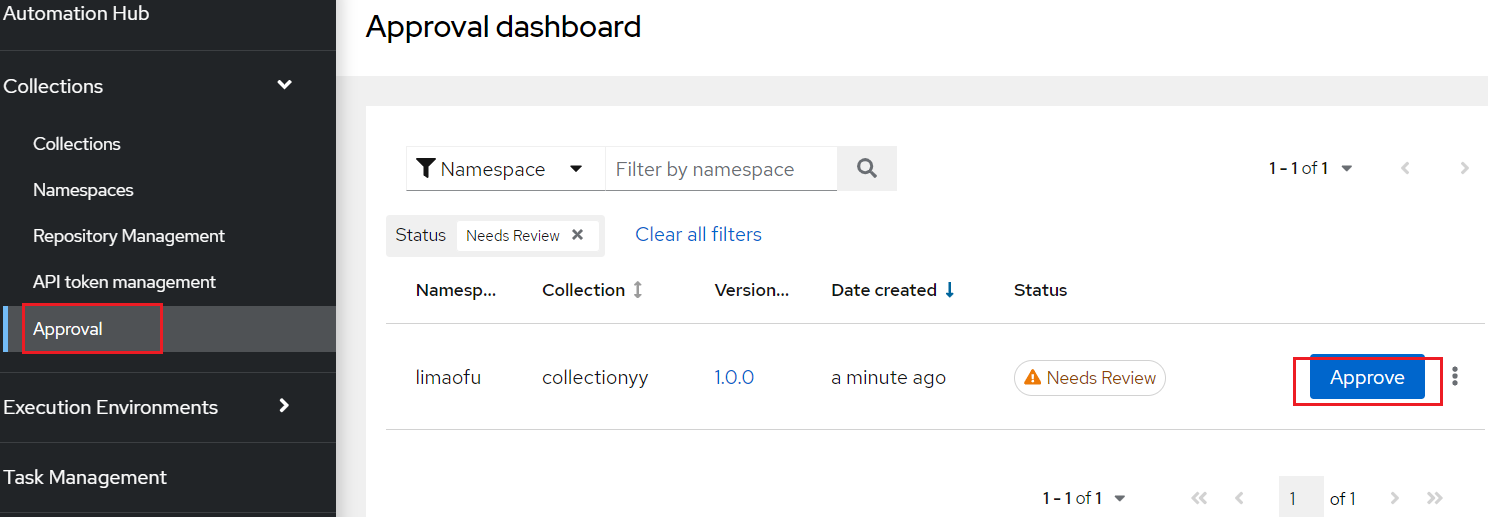 Automation Hub
Collections
Collections
Namespaces
Repository Management
API token management
Approval
Execution Environments
Task Management
Approval dashboard
Namespace Filter by namespace 1 - 1 of 1
Status Needs Review Clear all filters
Namesp... Collection Version... Date created Status
limaofu collectionyy 1.0.0 a minute ago Needs Review Approve
1 - 1 of 1 1 of 1